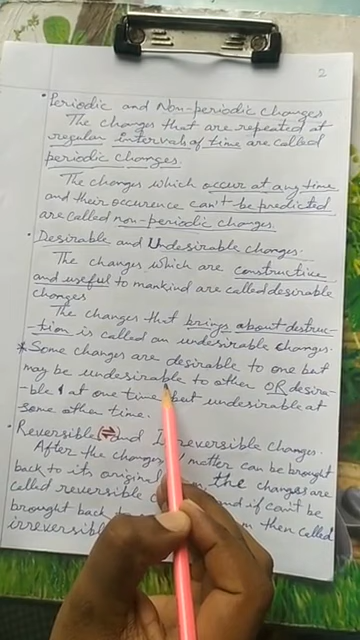 2
• Periodic and Non-periodic Changes
The changes that are repeated at
regular intervals of time are called
periodic changes.
The changes which occur at any time
and their occurence can't be predicted
are called non-periodic changes.
• Desirable and Undesirable changes.
The changes which are constructive
and useful to mankind are called desirable
changes
The changes that brings about destruc-
-tion is called an undesirable changes.
* Some changes are desirable to one but
may be undesirable to other OR desira-
-ble at one time but undesirable at
some other time.
• Reversible (⇌) and Irreversible Changes.
After the changes matter can be brought
back to its original the changes are
called reversible and if can't be
brought back to then called
irreversible